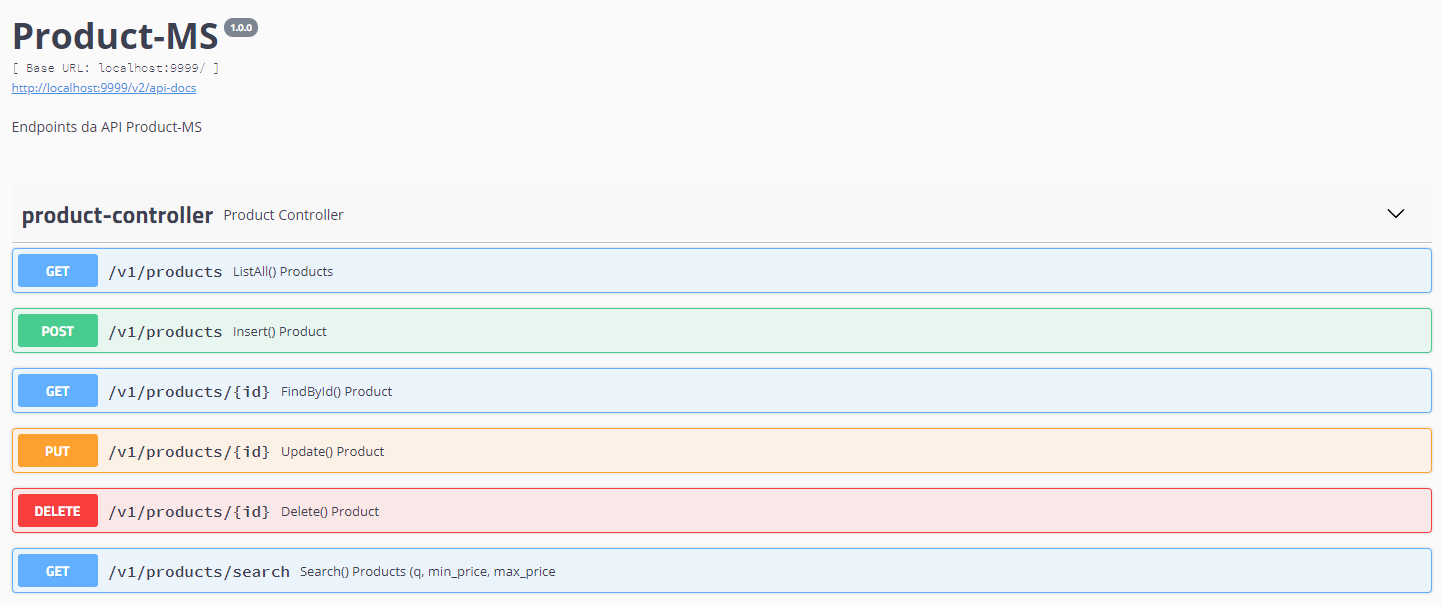 Product-MS 1.0.0
[ Base URL: localhost:9999/ ]
http://localhost:9999/v2/api-docs
Endpoints da API Product-MS
product-controller Product Controller
GET /v1/products ListAll() Products
POST /v1/products Insert() Product
GET /v1/products/{id} FindById() Product
PUT /v1/products/{id} Update() Product
DELETE /v1/products/{id} Delete() Product
GET /v1/products/search Search() Products (q, min_price, max_price